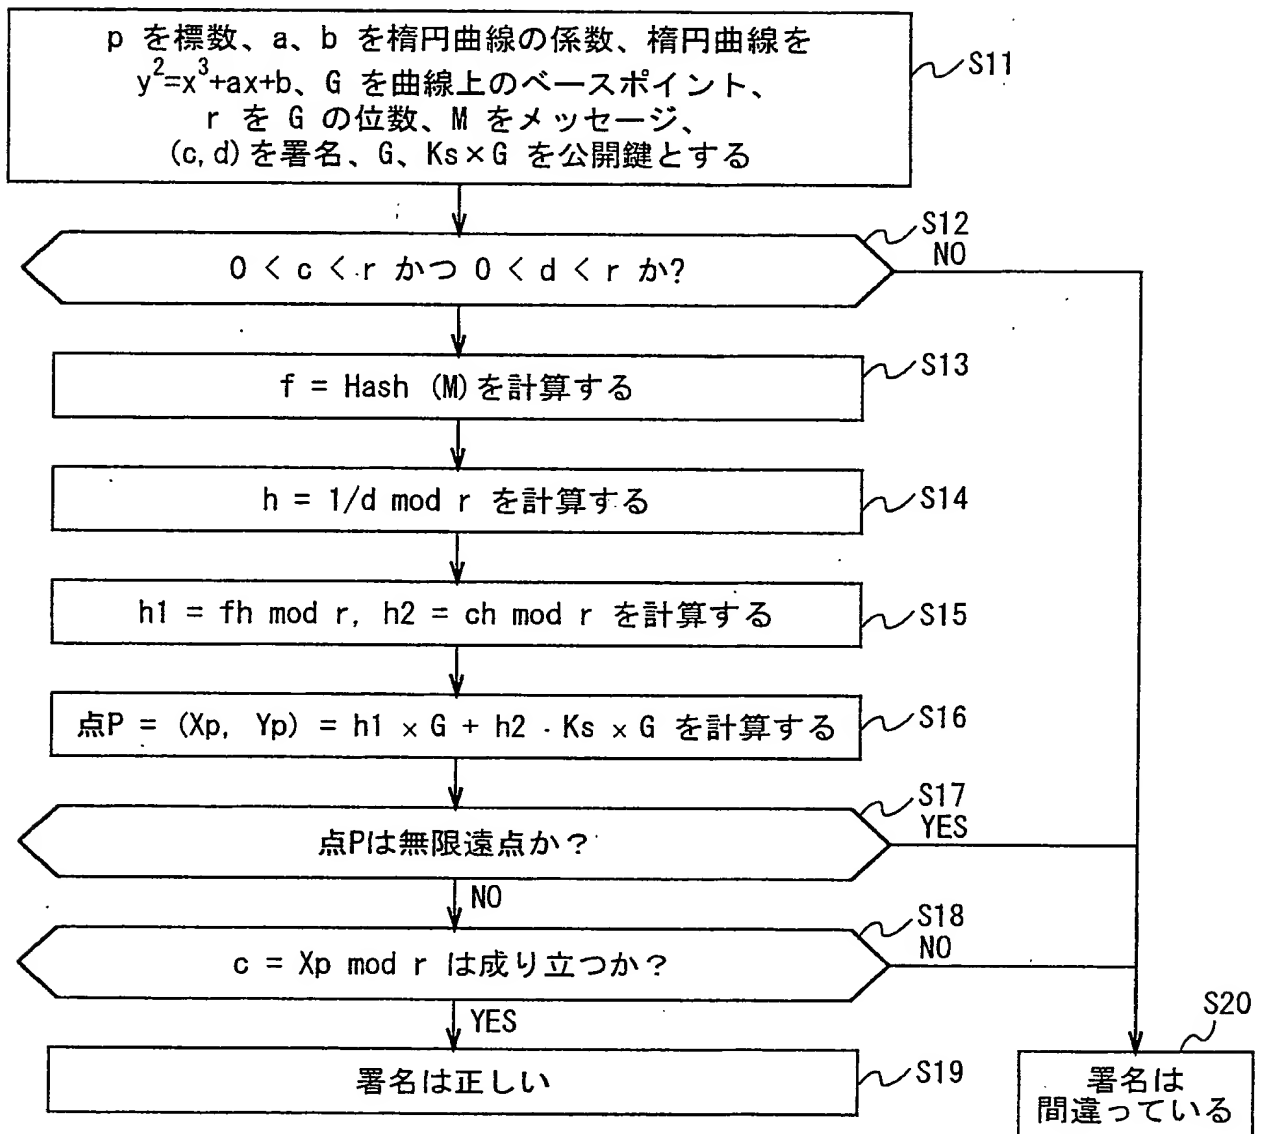 p を標数、a、b を楕円曲線の係数、楕円曲線を
y²=x³+ax+b、G を曲線上のベースポイント、
r を G の位数、M をメッセージ、
(c,d)を署名、G、Ks×G を公開鍵とする
S11
0 < c < r かつ 0 < d < r か?
S12
NO
f = Hash (M)を計算する
S13
h = 1/d mod r を計算する
S14
h1 = fh mod r, h2 = ch mod r を計算する
S15
点P = (Xp, Yp) = h1 × G + h2 · Ks × G を計算する
S16
点Pは無限遠点か?
S17
YES
NO
c = Xp mod r は成り立つか?
S18
NO
YES
署名は正しい
S19
S20
署名は
間違っている